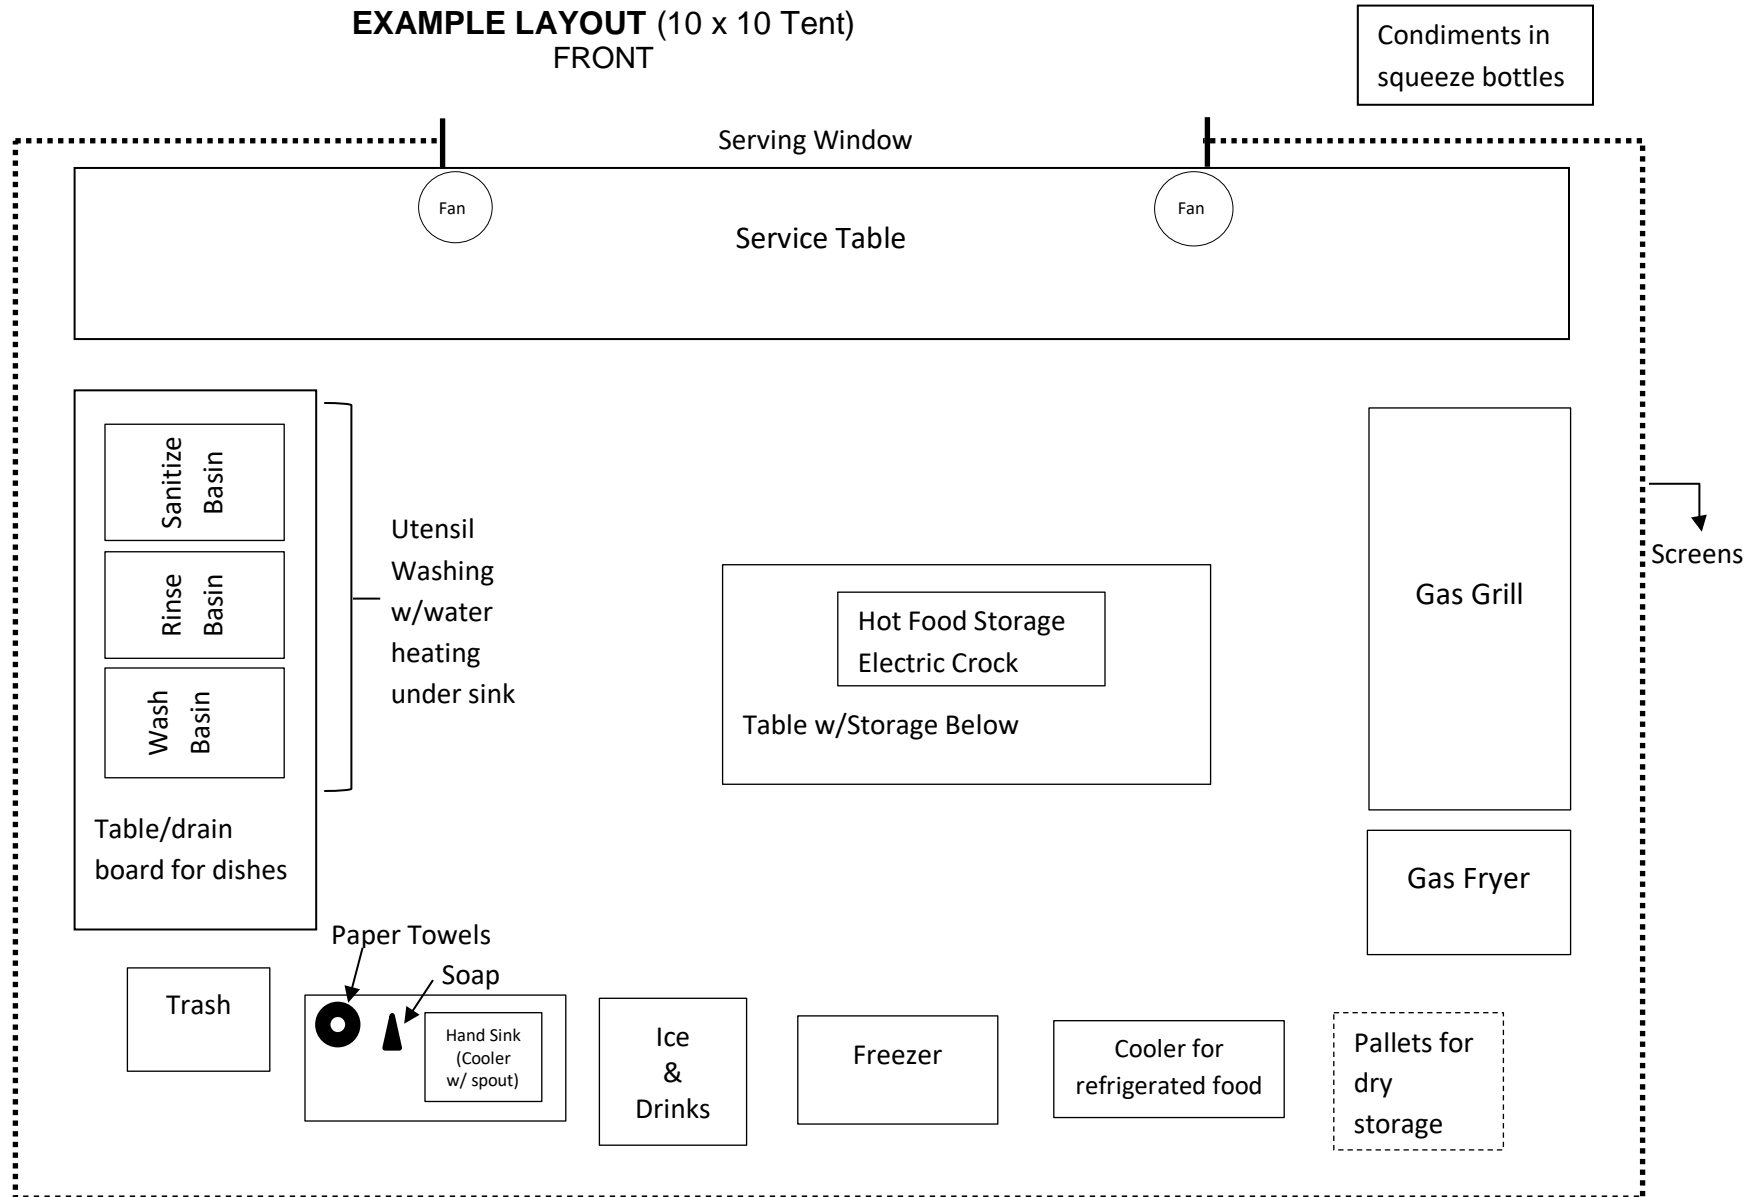 EXAMPLE LAYOUT (10 x 10 Tent)
FRONT
Condiments in
squeeze bottles
Serving Window
Fan
Fan
Service Table
Sanitize
Basin
Rinse
Basin
Wash
Basin
Utensil
Washing
w/water
heating
under sink
Table/drain
board for dishes
Hot Food Storage
Electric Crock
Table w/Storage Below
Gas Grill
Screens
Gas Fryer
Paper Towels
Soap
Trash
Hand Sink
(Cooler
w/ spout)
Ice
&
Drinks
Freezer
Cooler for
refrigerated food
Pallets for
dry
storage